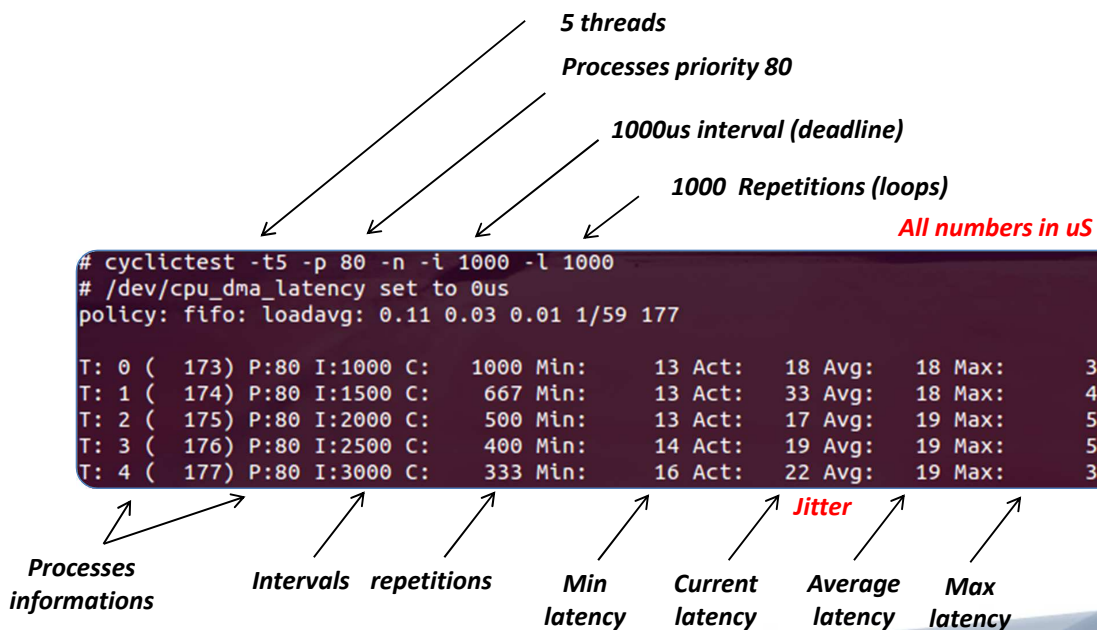 5 threads
Processes priority 80
1000us interval (deadline)
1000 Repetitions (loops)
All numbers in uS
# cyclictest -t5 -p 80 -n -i 1000 -l 1000
# /dev/cpu_dma_latency set to 0us
policy: fifo: loadavg: 0.11 0.03 0.01 1/59 177
T: 0 ( 173) P:80 I:1000 C: 1000 Min: 13 Act: 18 Avg: 18 Max:
T: 1 ( 174) P:80 I:1500 C: 667 Min: 13 Act: 33 Avg: 18 Max:
T: 2 ( 175) P:80 I:2000 C: 500 Min: 13 Act: 17 Avg: 19 Max:
T: 3 ( 176) P:80 I:2500 C: 400 Min: 14 Act: 19 Avg: 19 Max:
T: 4 ( 177) P:80 I:3000 C: 333 Min: 16 Act: 22 Avg: 19 Max:
Jitter
Processes
informations
Intervals
repetitions
Min
latency
Current
latency
Average
latency
Max
latency